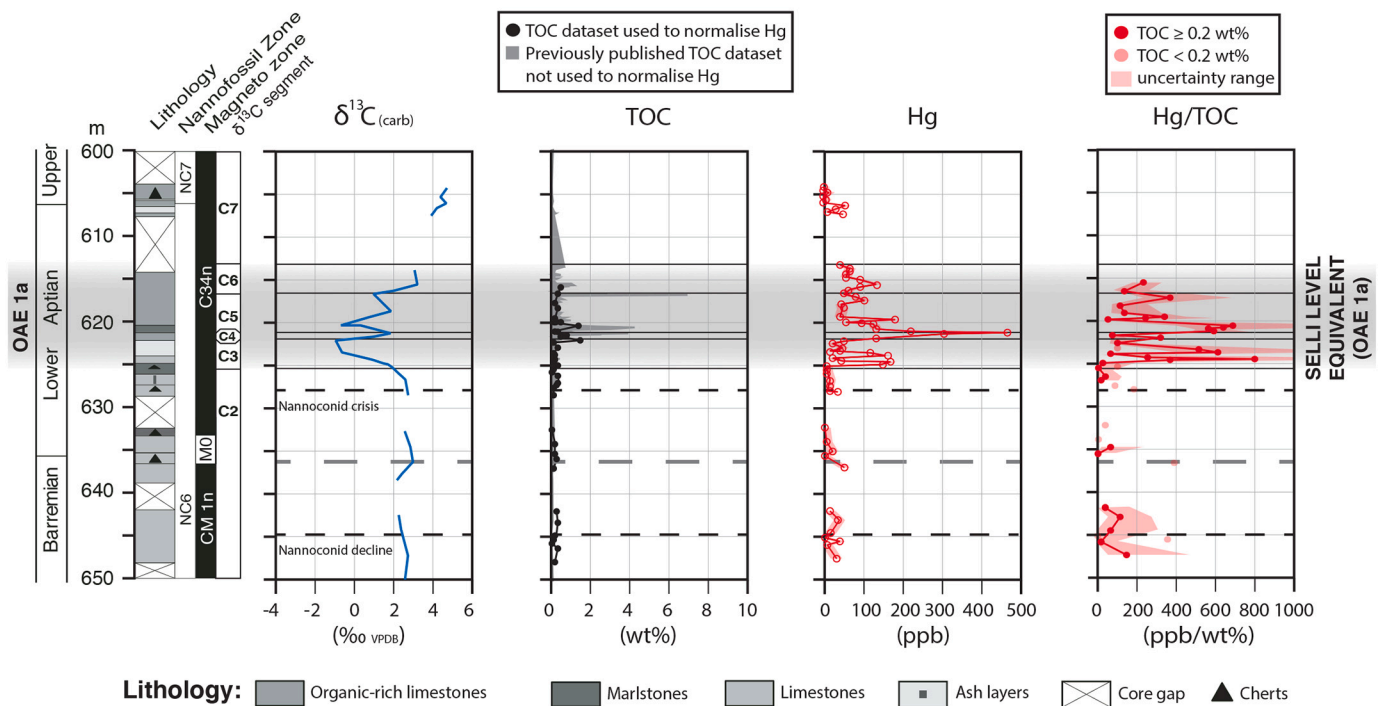 TOC dataset used to normalise Hg
Previously published TOC dataset
not used to normalise Hg
TOC ≥ 0.2 wt%
TOC < 0.2 wt%
uncertainty range
Lithology
Nannofossil Zone
Magneto zone
δ¹³C segment
m
δ¹³C (carb)
TOC
Hg
Hg/TOC
600
610
620
630
640
650
OAE 1a
Upper
Aptian
Lower
Barremian
NC7
NC6
C34n
M0
CM 1n
C7
C6
C5
C4
C3
C2
Nannoconid crisis
Nannoconid decline
SELLI LEVEL
EQUIVALENT
(OAE 1a)
-4 -2 0 2 4 6
(‰ VPDB)
0 2 4 6 8 10
(wt%)
0 100 200 300 400 500
(ppb)
0 200 400 600 800 1000
(ppb/wt%)
Lithology: Organic-rich limestones Marlstones Limestones Ash layers Core gap Cherts